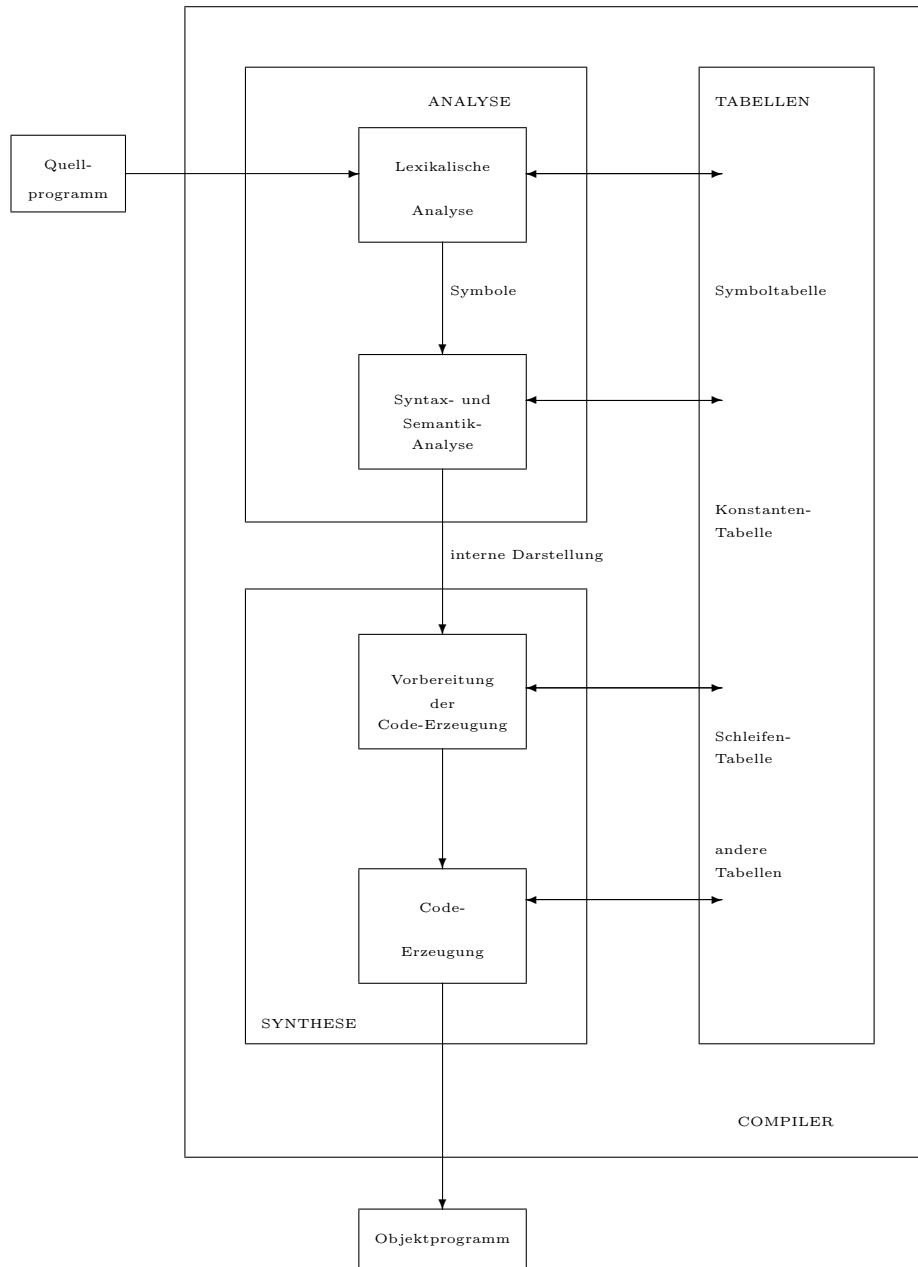 ANALYSE
TABELLEN
Quell-
programm
Lexikalische
Analyse
Symbole
Symboltabelle
Syntax- und
Semantik-
Analyse
Konstanten-
Tabelle
interne Darstellung
Vorbereitung
der
Code-Erzeugung
Schleifen-
Tabelle
andere
Tabellen
Code-
Erzeugung
SYNTHESE
COMPILER
Objektprogramm